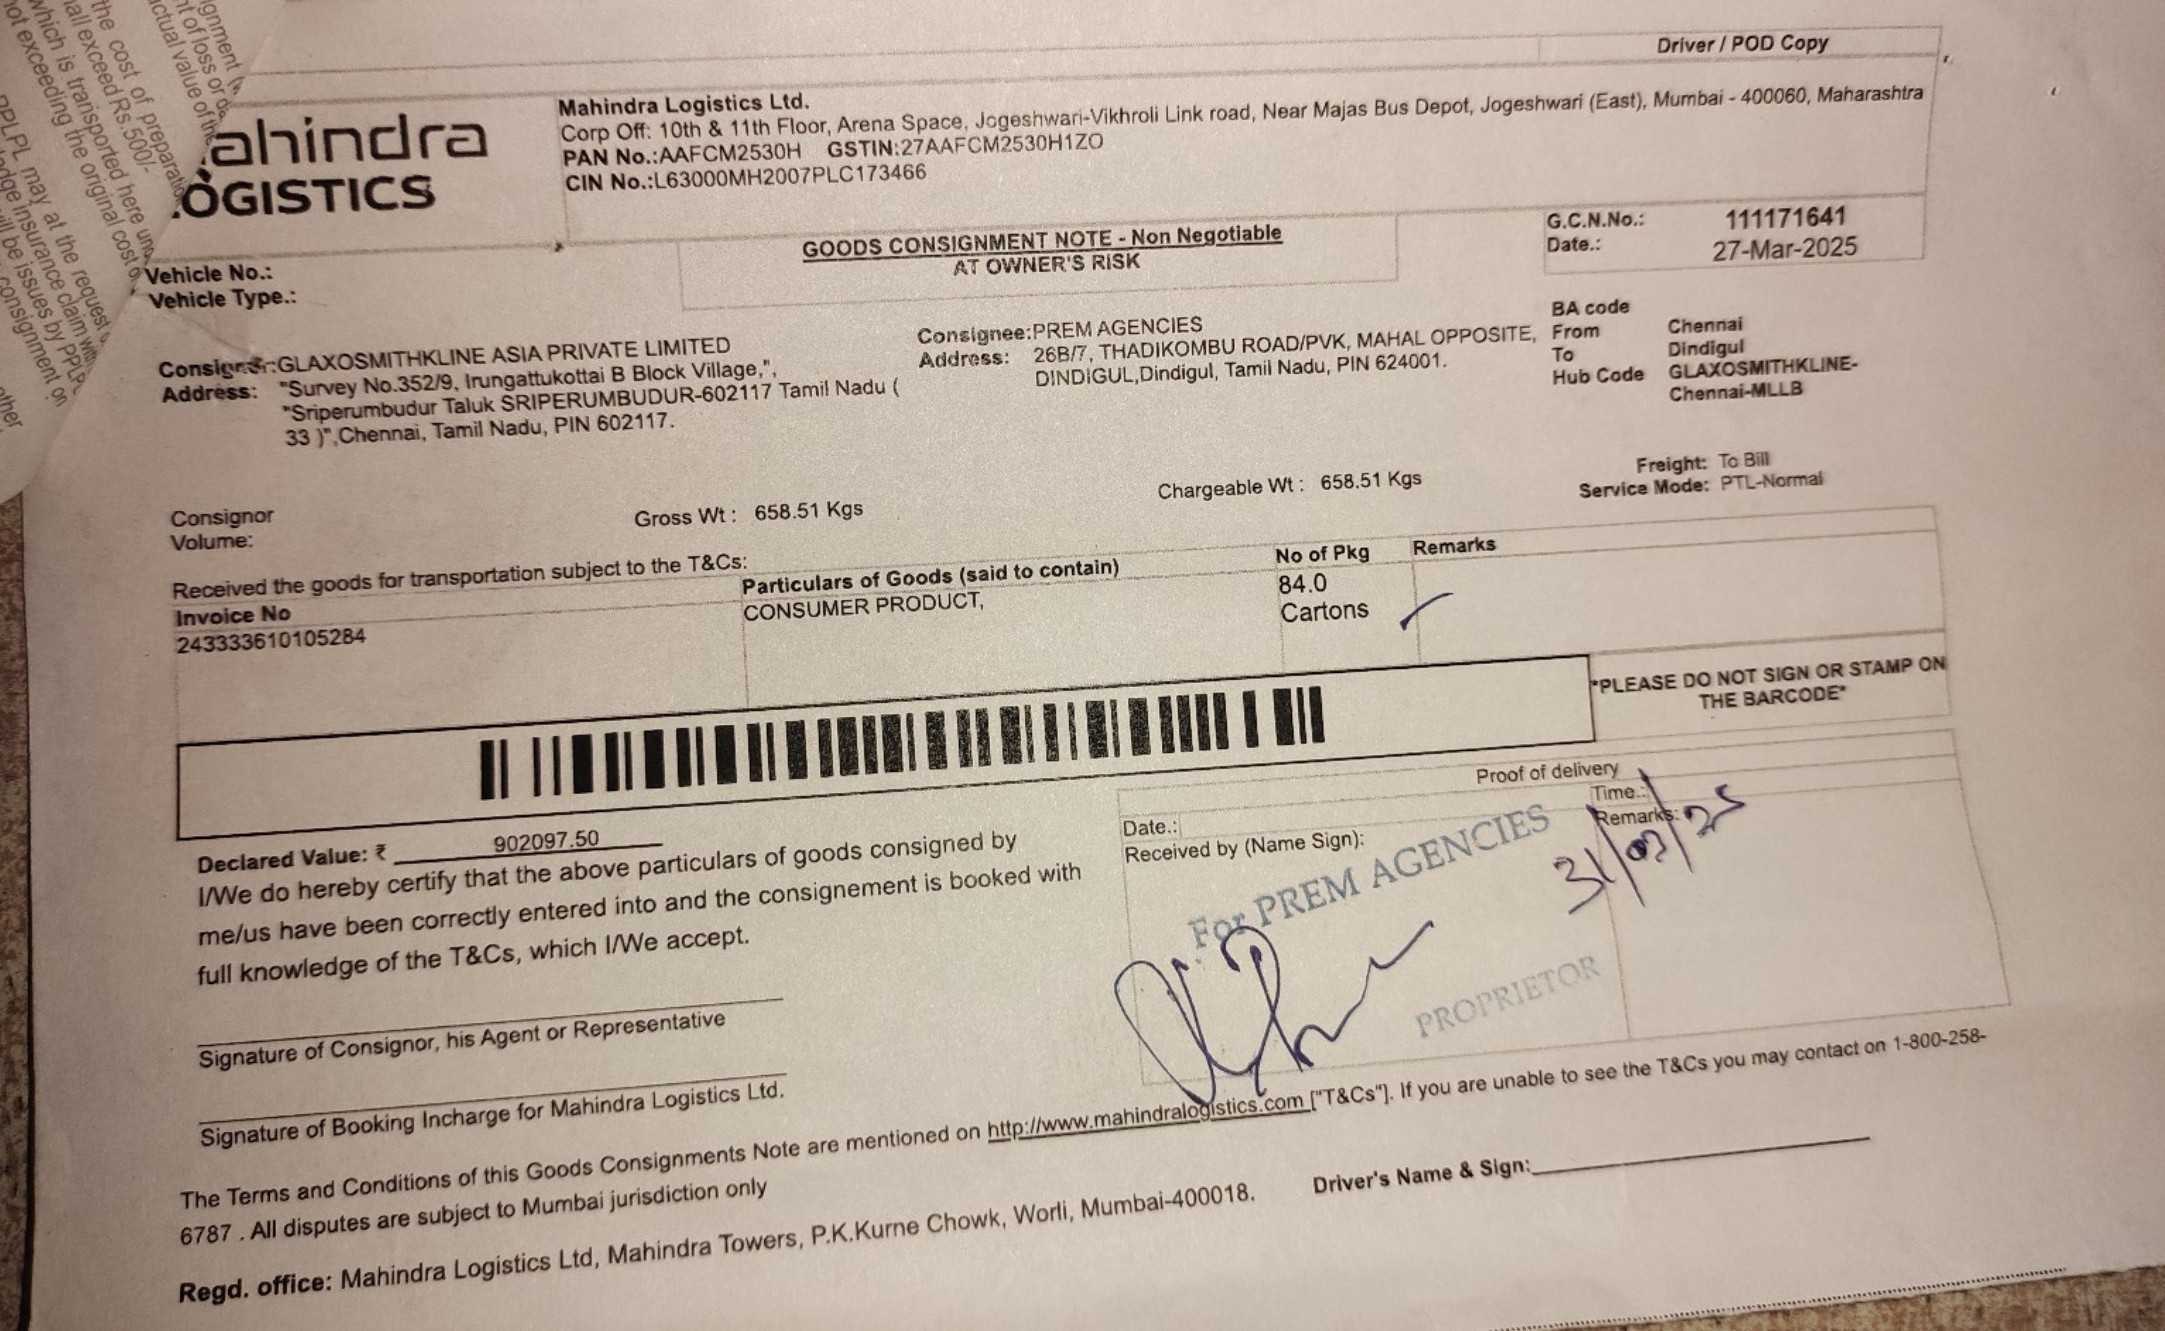 Driver / POD Copy
ahindra
LOGISTICS
Mahindra Logistics Ltd.
Corp Off: 10th & 11th Floor, Arena Space, Jogeshwari-Vikhroli Link road, Near Majas Bus Depot, Jogeshwari (East), Mumbai - 400060, Maharashtra
PAN No.:AAFCM2530H GSTIN:27AAFCM2530H1ZO
CIN No.:L63000MH2007PLC173466
GOODS CONSIGNMENT NOTE - Non Negotiable
AT OWNER'S RISK
G.C.N.No.: 111171641
Date.: 27-Mar-2025
Vehicle No.:
Vehicle Type.:
Consignor:GLAXOSMITHKLINE ASIA PRIVATE LIMITED
Address: "Survey No.352/9, Irungattukottai B Block Village,",
"Sriperumbudur Taluk SRIPERUMBUDUR-602117 Tamil Nadu (
33 )",Chennai, Tamil Nadu, PIN 602117.
Consignee:PREM AGENCIES
Address: 26B/7, THADIKOMBU ROAD/PVK, MAHAL OPPOSITE,
DINDIGUL,Dindigul, Tamil Nadu, PIN 624001.
BA code
From Chennai
To Dindigul
Hub Code GLAXOSMITHKLINE-
Chennai-MLLB
Freight: To Bill
Service Mode: PTL-Normal
Consignor
Volume:
Gross Wt : 658.51 Kgs
Chargeable Wt : 658.51 Kgs
Received the goods for transportation subject to the T&Cs:
Invoice No
243333610105284
Particulars of Goods (said to contain)
CONSUMER PRODUCT,
No of Pkg
84.0
Cartons
Remarks
*PLEASE DO NOT SIGN OR STAMP ON
THE BARCODE*
Declared Value: ₹ 902097.50
I/We do hereby certify that the above particulars of goods consigned by
me/us have been correctly entered into and the consignement is booked with
full knowledge of the T&Cs, which I/We accept.
Proof of delivery
Date.:
Time.:
Received by (Name Sign):
Remarks:
31/03/25
For PREM AGENCIES
PROPRIETOR
Signature of Consignor, his Agent or Representative
Signature of Booking Incharge for Mahindra Logistics Ltd.
The Terms and Conditions of this Goods Consignments Note are mentioned on http://www.mahindralogistics.com ["T&Cs"]. If you are unable to see the T&Cs you may contact on 1-800-258-
6787 . All disputes are subject to Mumbai jurisdiction only
Driver's Name & Sign:
Regd. office: Mahindra Logistics Ltd, Mahindra Towers, P.K.Kurne Chowk, Worli, Mumbai-400018.